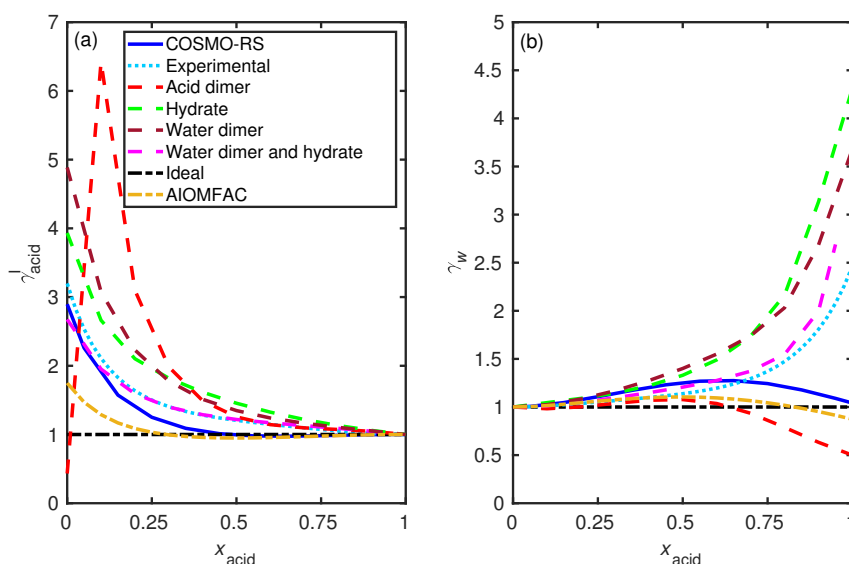 (a)
COSMO-RS
Experimental
Acid dimer
Hydrate
Water dimer
Water dimer and hydrate
Ideal
AIOMFAC
7
6
5
4
3
2
1
0
γ^I_acid
0 0.25 0.5 0.75 1
x_acid
(b)
5
4.5
4
3.5
3
2.5
2
1.5
1
0.5
0
γ_w
0 0.25 0.5 0.75 1
x_acid